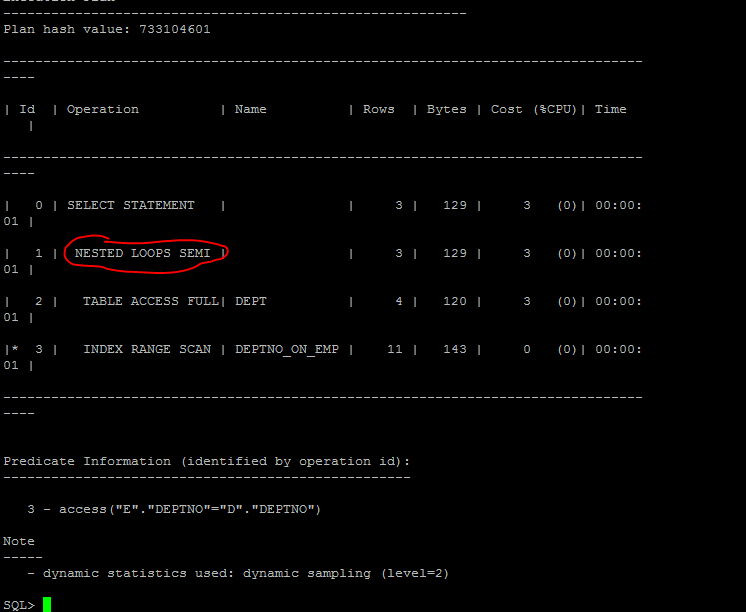 -----------------------------------------------------------
Plan hash value: 733104601
--------------------------------------------------------------------------------
----
| Id  | Operation          | Name         | Rows  | Bytes | Cost (%CPU)| Time
   |
--------------------------------------------------------------------------------
----
|   0 | SELECT STATEMENT   |              |     3 |   129 |     3   (0)| 00:00:
01 |
|   1 |  NESTED LOOPS SEMI |              |     3 |   129 |     3   (0)| 00:00:
01 |
|   2 |   TABLE ACCESS FULL| DEPT         |     4 |   120 |     3   (0)| 00:00:
01 |
|*  3 |   INDEX RANGE SCAN | DEPTNO_ON_EMP |    11 |   143 |     0   (0)| 00:00:
01 |
--------------------------------------------------------------------------------
----
Predicate Information (identified by operation id):
---------------------------------------------------
   3 - access("E"."DEPTNO"="D"."DEPTNO")
Note
-----
   - dynamic statistics used: dynamic sampling (level=2)
SQL>